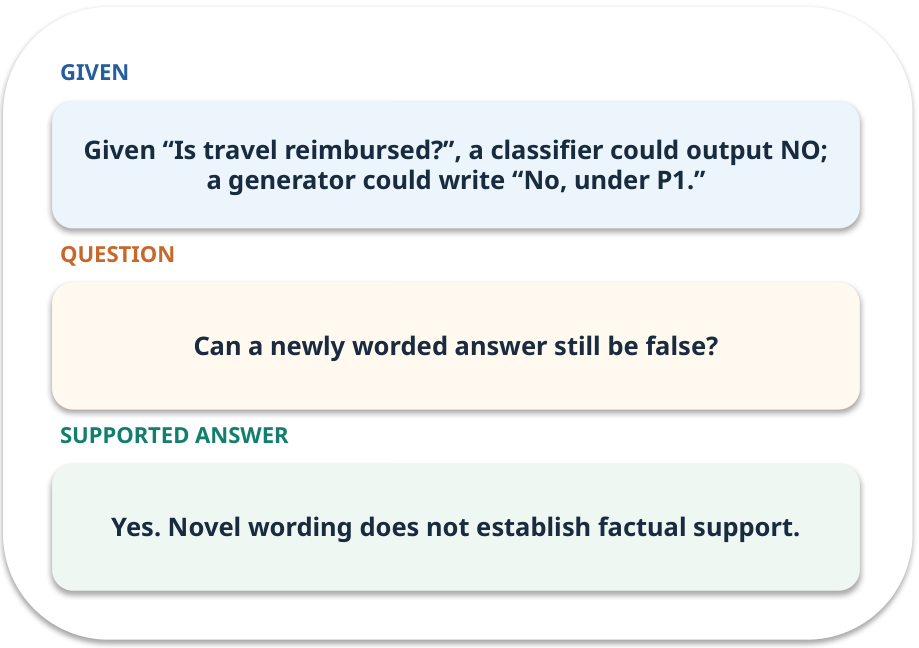 GIVEN
Given “Is travel reimbursed?”, a classifier could output NO;
a generator could write “No, under P1.”
QUESTION
Can a newly worded answer still be false?
SUPPORTED ANSWER
Yes. Novel wording does not establish factual support.